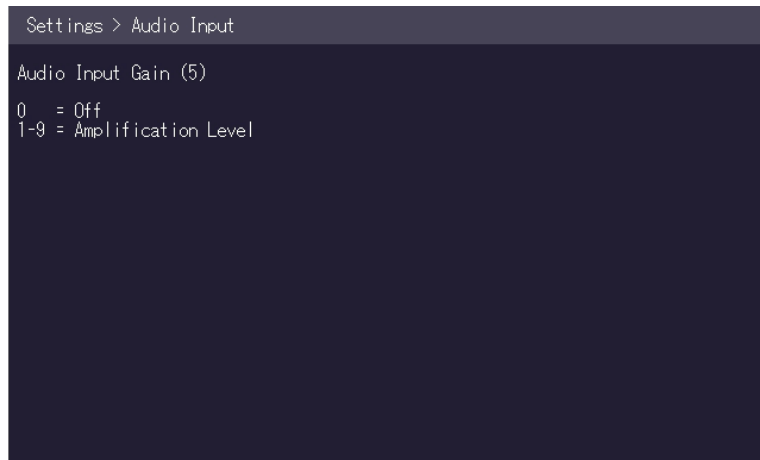 Settings > Audio Input
Audio Input Gain (5)
0   = Off
1-9 = Amplification Level